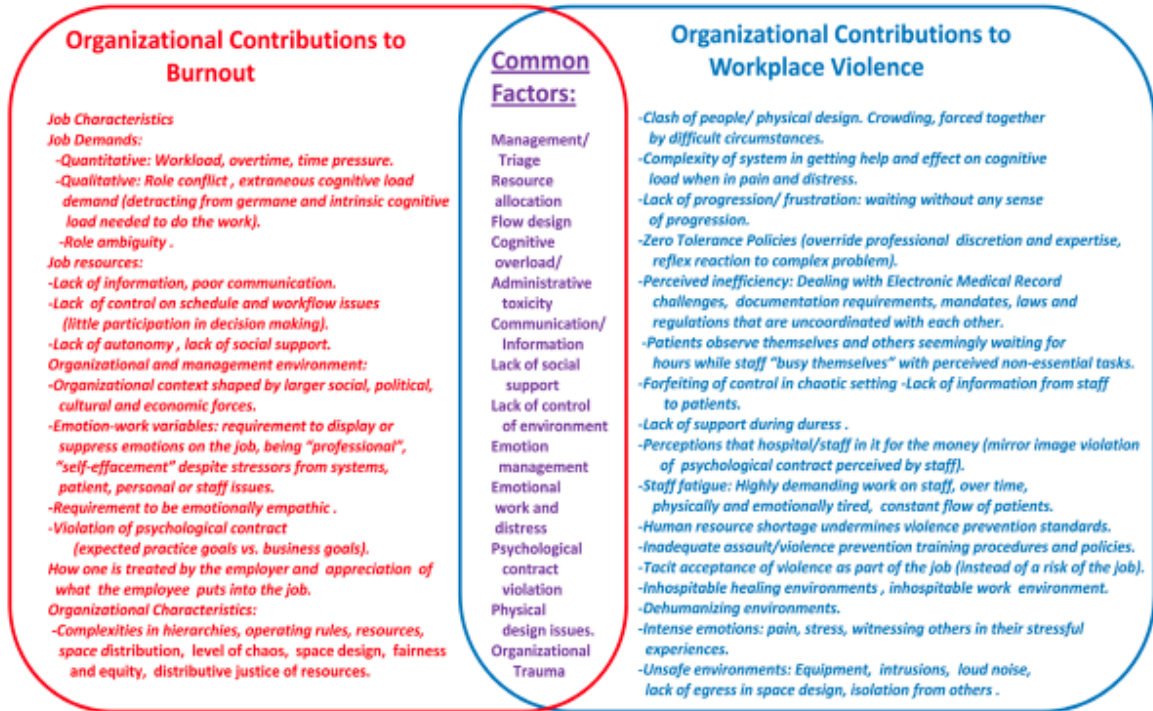 Organizational Contributions to
Burnout
Job Characteristics
Job Demands:
-Quantitative: Workload, overtime, time pressure.
-Qualitative: Role conflict , extraneous cognitive load
demand (detracting from germane and intrinsic cognitive
load needed to do the work).
-Role ambiguity .
Job resources:
-Lack of information, poor communication.
-Lack of control on schedule and workflow issues
(little participation in decision making).
-Lack of autonomy , lack of social support.
Organizational and management environment:
-Organizational context shaped by larger social, political,
cultural and economic forces.
-Emotion-work variables: requirement to display or
suppress emotions on the job, being “professional”,
“self-effacement” despite stressors from systems,
patient, personal or staff issues.
-Requirement to be emotionally empathic .
-Violation of psychological contract
(expected practice goals vs. business goals).
How one is treated by the employer and appreciation of
what the employee puts into the job.
Organizational Characteristics:
-Complexities in hierarchies, operating rules, resources,
space distribution, level of chaos, space design, fairness
and equity, distributive justice of resources.
Common
Factors:
Management/
Triage
Resource
allocation
Flow design
Cognitive
overload/
Administrative
toxicity
Communication/
Information
Lack of social
support
Lack of control
of environment
Emotion
management
Emotional
work and
distress
Psychological
contract
violation
Physical
design issues.
Organizational
Trauma
Organizational Contributions to
Workplace Violence
-Clash of people/ physical design. Crowding, forced together
by difficult circumstances.
-Complexity of system in getting help and effect on cognitive
load when in pain and distress.
-Lack of progression/ frustration: waiting without any sense
of progression.
-Zero Tolerance Policies (override professional discretion and expertise,
reflex reaction to complex problem).
-Perceived inefficiency: Dealing with Electronic Medical Record
challenges, documentation requirements, mandates, laws and
regulations that are uncoordinated with each other.
-Patients observe themselves and others seemingly waiting for
hours while staff “busy themselves” with perceived non-essential tasks.
-Forfeiting of control in chaotic setting -Lack of information from staff
to patients.
-Lack of support during duress .
-Perceptions that hospital/staff in it for the money (mirror image violation
of psychological contract perceived by staff).
-Staff fatigue: Highly demanding work on staff, over time,
physically and emotionally tired, constant flow of patients.
-Human resource shortage undermines violence prevention standards.
-Inadequate assault/violence prevention training procedures and policies.
-Tacit acceptance of violence as part of the job (instead of a risk of the job).
-Inhospitable healing environments , inhospitable work environment.
-Dehumanizing environments.
-Intense emotions: pain, stress, witnessing others in their stressful
experiences.
-Unsafe environments: Equipment, intrusions, loud noise,
lack of egress in space design, isolation from others .